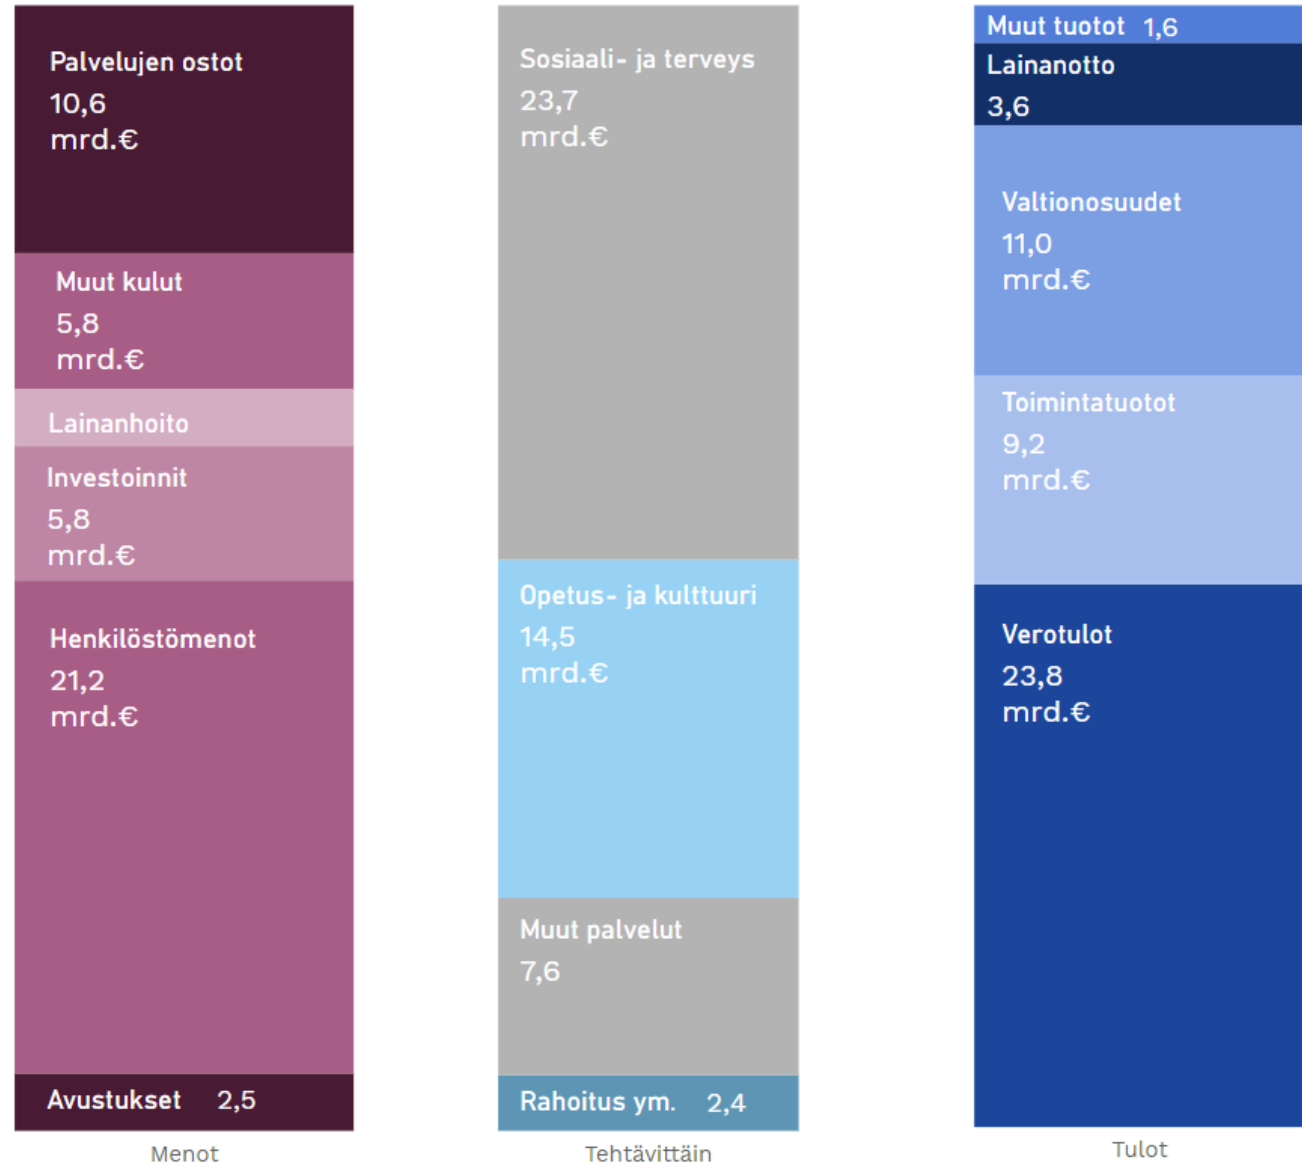 Palvelujen ostot
10,6
mrd.€
Muut kulut
5,8
mrd.€
Lainanhoito
Investoinnit
5,8
mrd.€
Henkilöstömenot
21,2
mrd.€
Avustukset 2,5
Menot
Sosiaali- ja terveys
23,7
mrd.€
Opetus- ja kulttuuri
14,5
mrd.€
Muut palvelut
7,6
Rahoitus ym. 2,4
Tehtävittäin
Muut tuotot 1,6
Lainanotto
3,6
Valtionosuudet
11,0
mrd.€
Toimintatuotot
9,2
mrd.€
Verotulot
23,8
mrd.€
Tulot